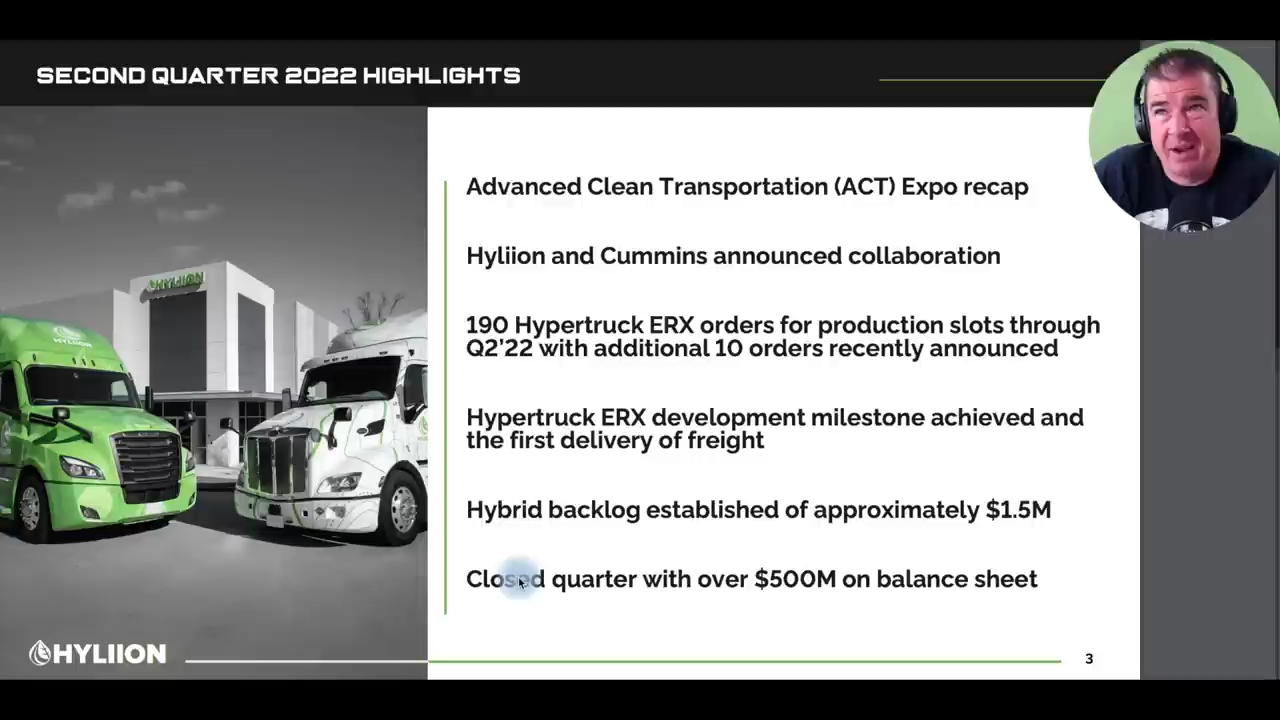 SECOND QUARTER 2022 HIGHLIGHTS
Advanced Clean Transportation (ACT) Expo recap
Hyliion and Cummins announced collaboration
190 Hypertruck ERX orders for production slots through
Q2’22 with additional 10 orders recently announced
Hypertruck ERX development milestone achieved and
the first delivery of freight
Hybrid backlog established of approximately $1.5M
Closed quarter with over $500M on balance sheet
HYLIION
HYLIION
HYLIION
3